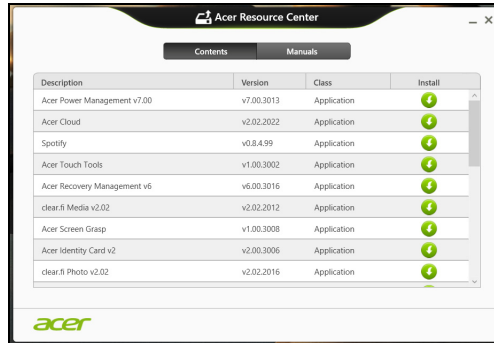 Acer Resource Center
Contents Manuals
Description Version Class Install
Acer Power Management v7.00 v7.00.3013 Application
Acer Cloud v2.02.2022 Application
Spotify v0.8.4.99 Application
Acer Touch Tools v1.00.3002 Application
Acer Recovery Management v6 v6.00.3016 Application
clear.fi Media v2.02 v2.02.2012 Application
Acer Screen Grasp v1.00.3008 Application
Acer Identity Card v2 v2.00.3006 Application
clear.fi Photo v2.02 v2.02.2016 Application
acer